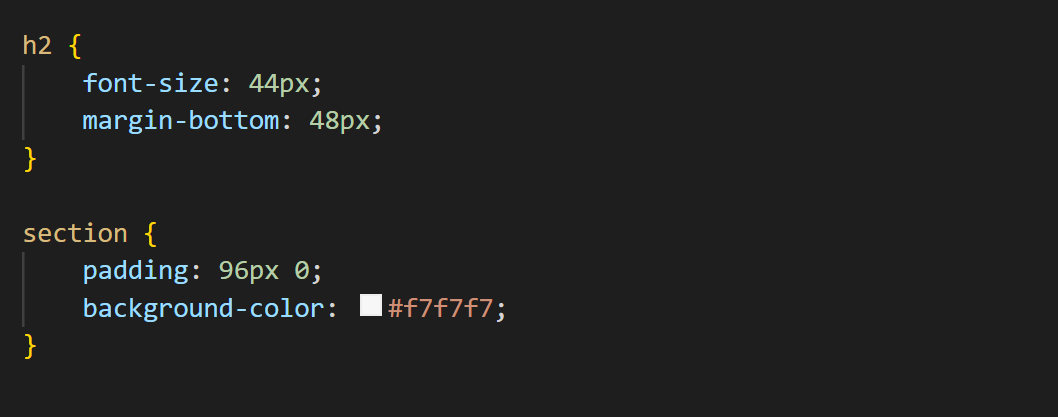 h2 {
    font-size: 44px;
    margin-bottom: 48px;
}

section {
    padding: 96px 0;
    background-color: #f7f7f7;
}